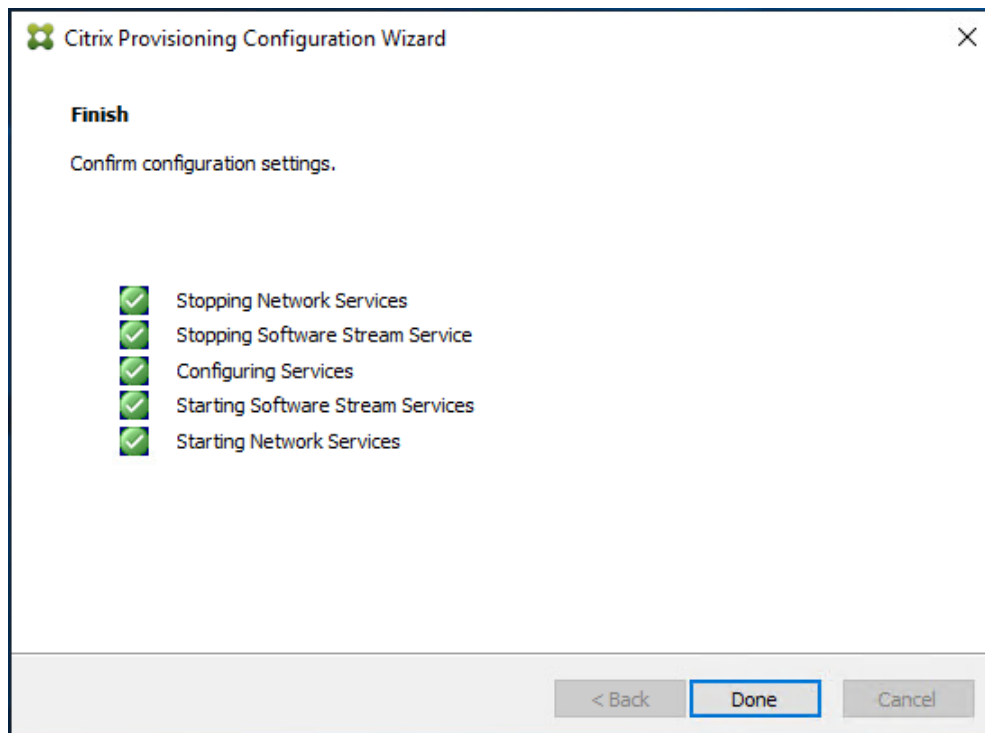 Citrix Provisioning Configuration Wizard
Finish
Confirm configuration settings.
Stopping Network Services
Stopping Software Stream Service
Configuring Services
Starting Software Stream Services
Starting Network Services
< Back Done Cancel